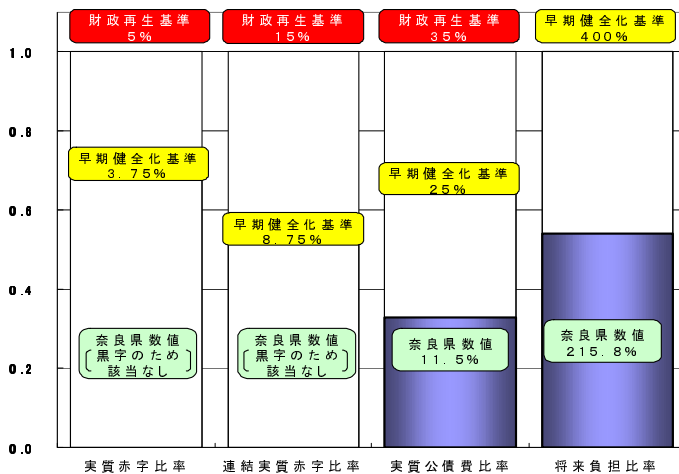 財政再生基準
5%
財政再生基準
15%
財政再生基準
35%
早期健全化基準
400%
1.0
0.8
0.6
0.4
0.2
0.0
早期健全化基準
3.75%
早期健全化基準
8.75%
早期健全化基準
25%
奈良県数値
黒字のため
該当なし
奈良県数値
黒字のため
該当なし
奈良県数値
11.5%
奈良県数値
215.8%
実質赤字比率
連結実質赤字比率
実質公債費比率
将来負担比率